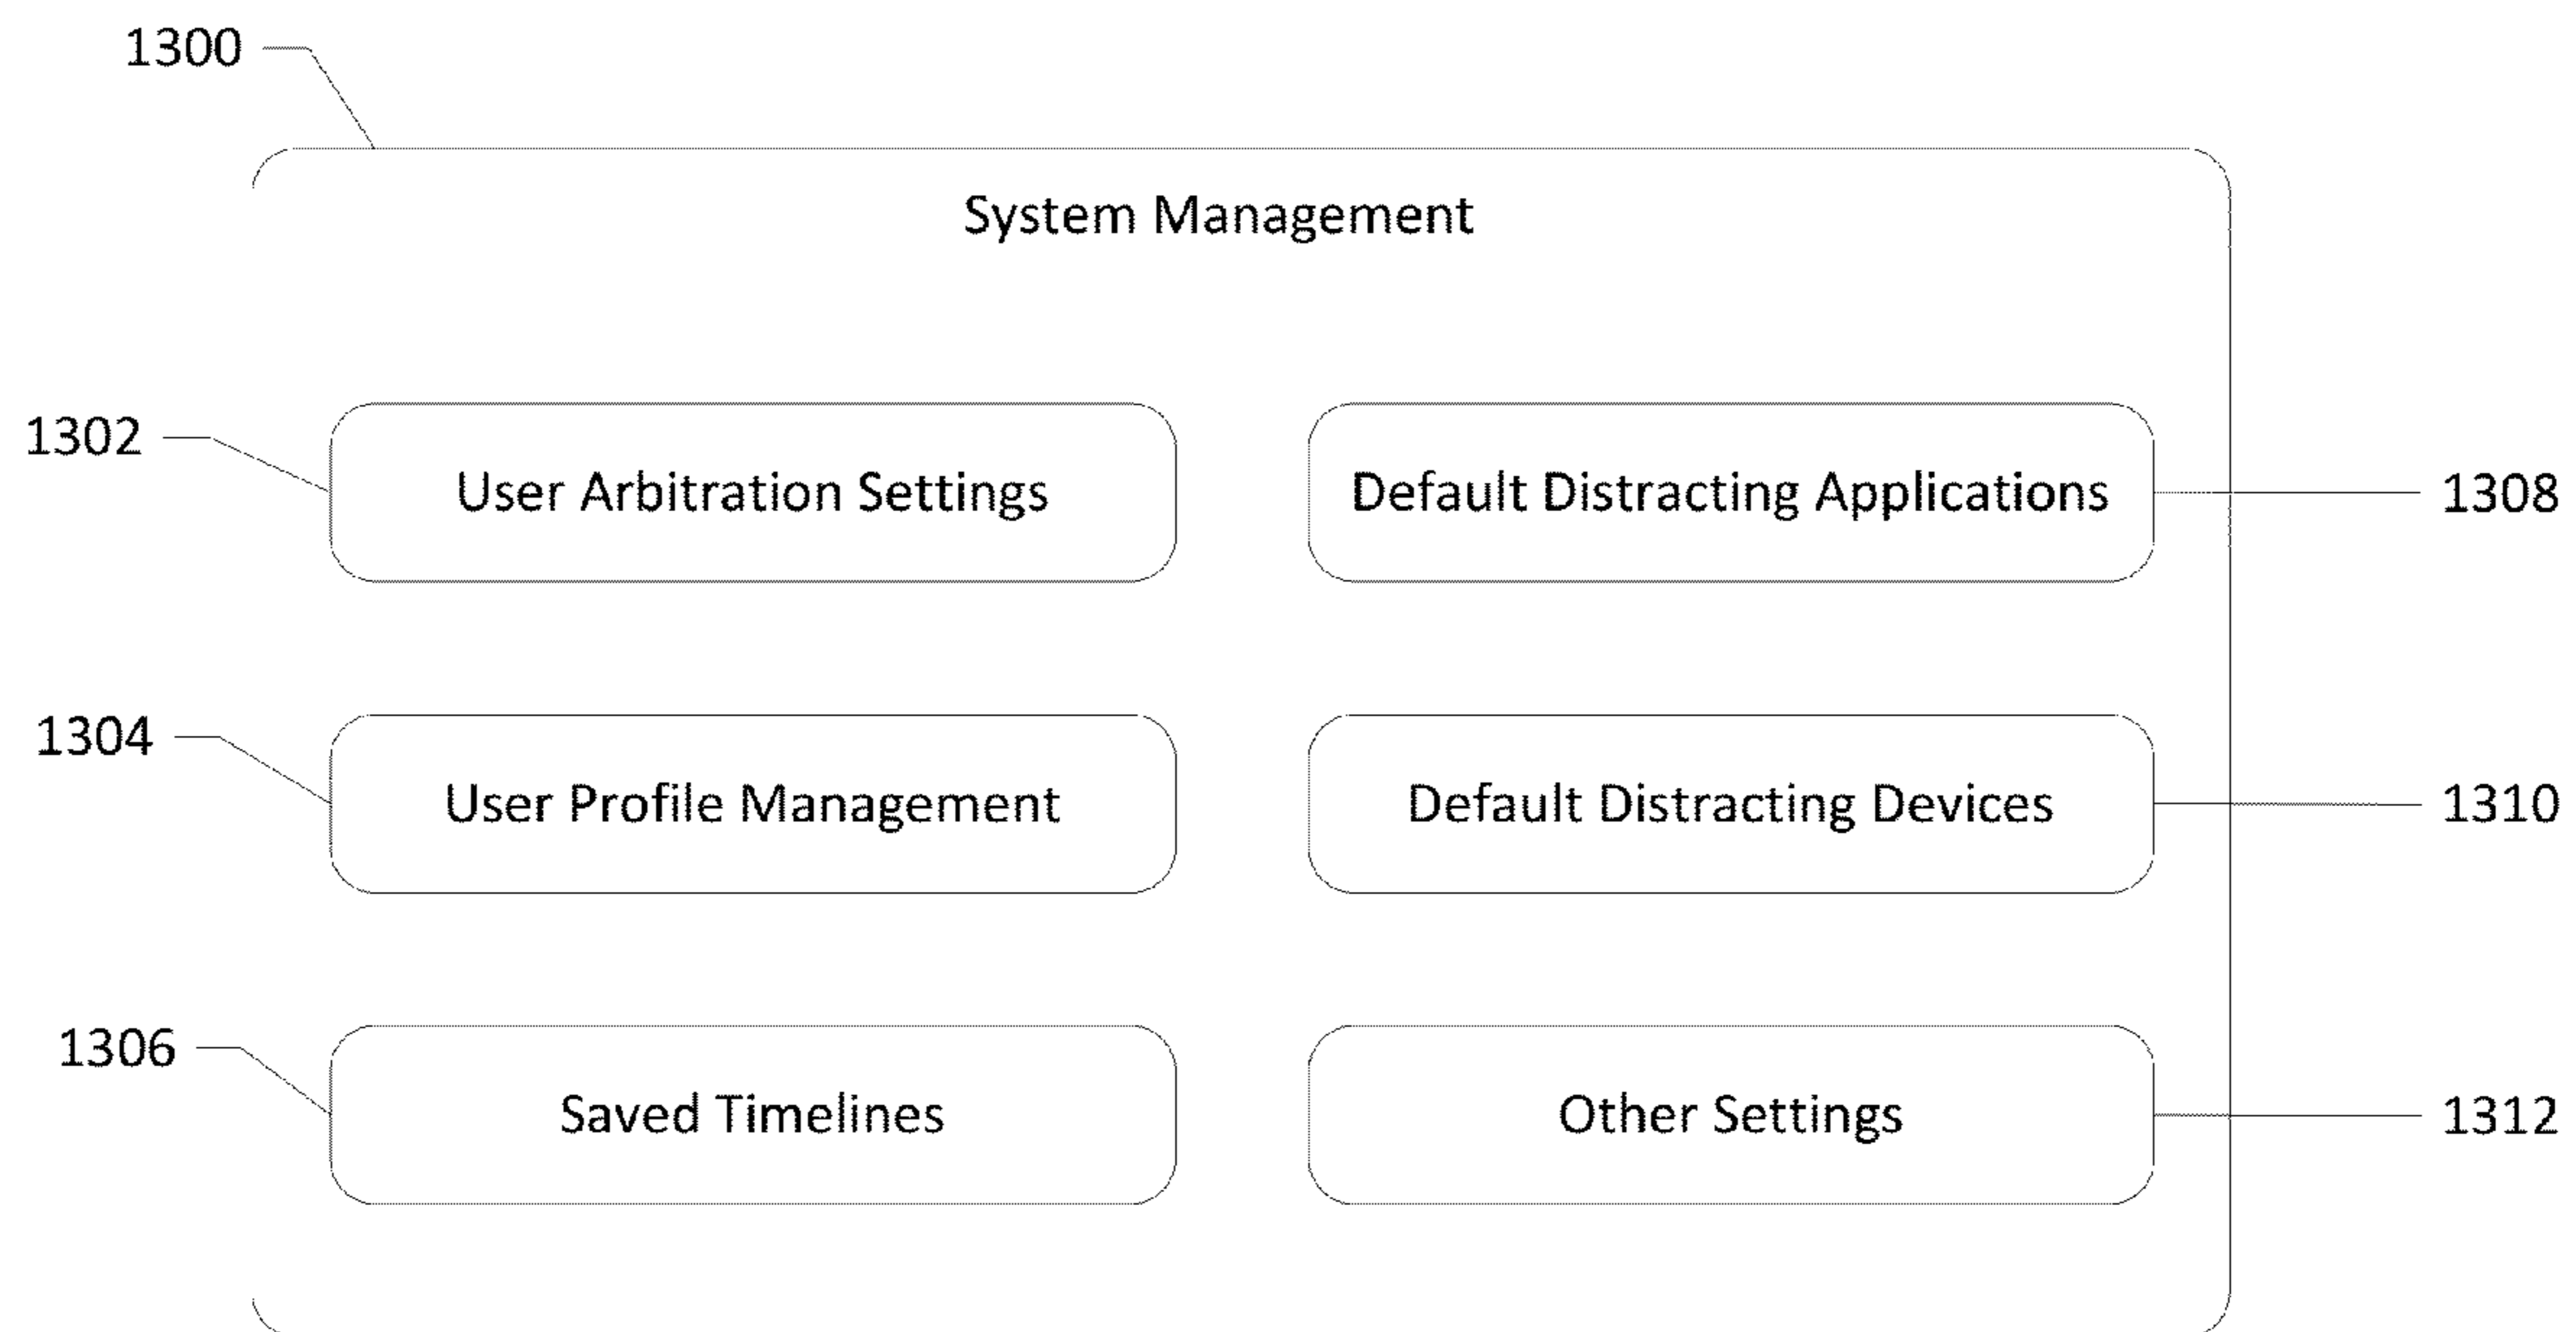 1300
System Management
1302
User Arbitration Settings
Default Distracting Applications
1308
1304
User Profile Management
Default Distracting Devices
1310
1306
Saved Timelines
Other Settings
1312